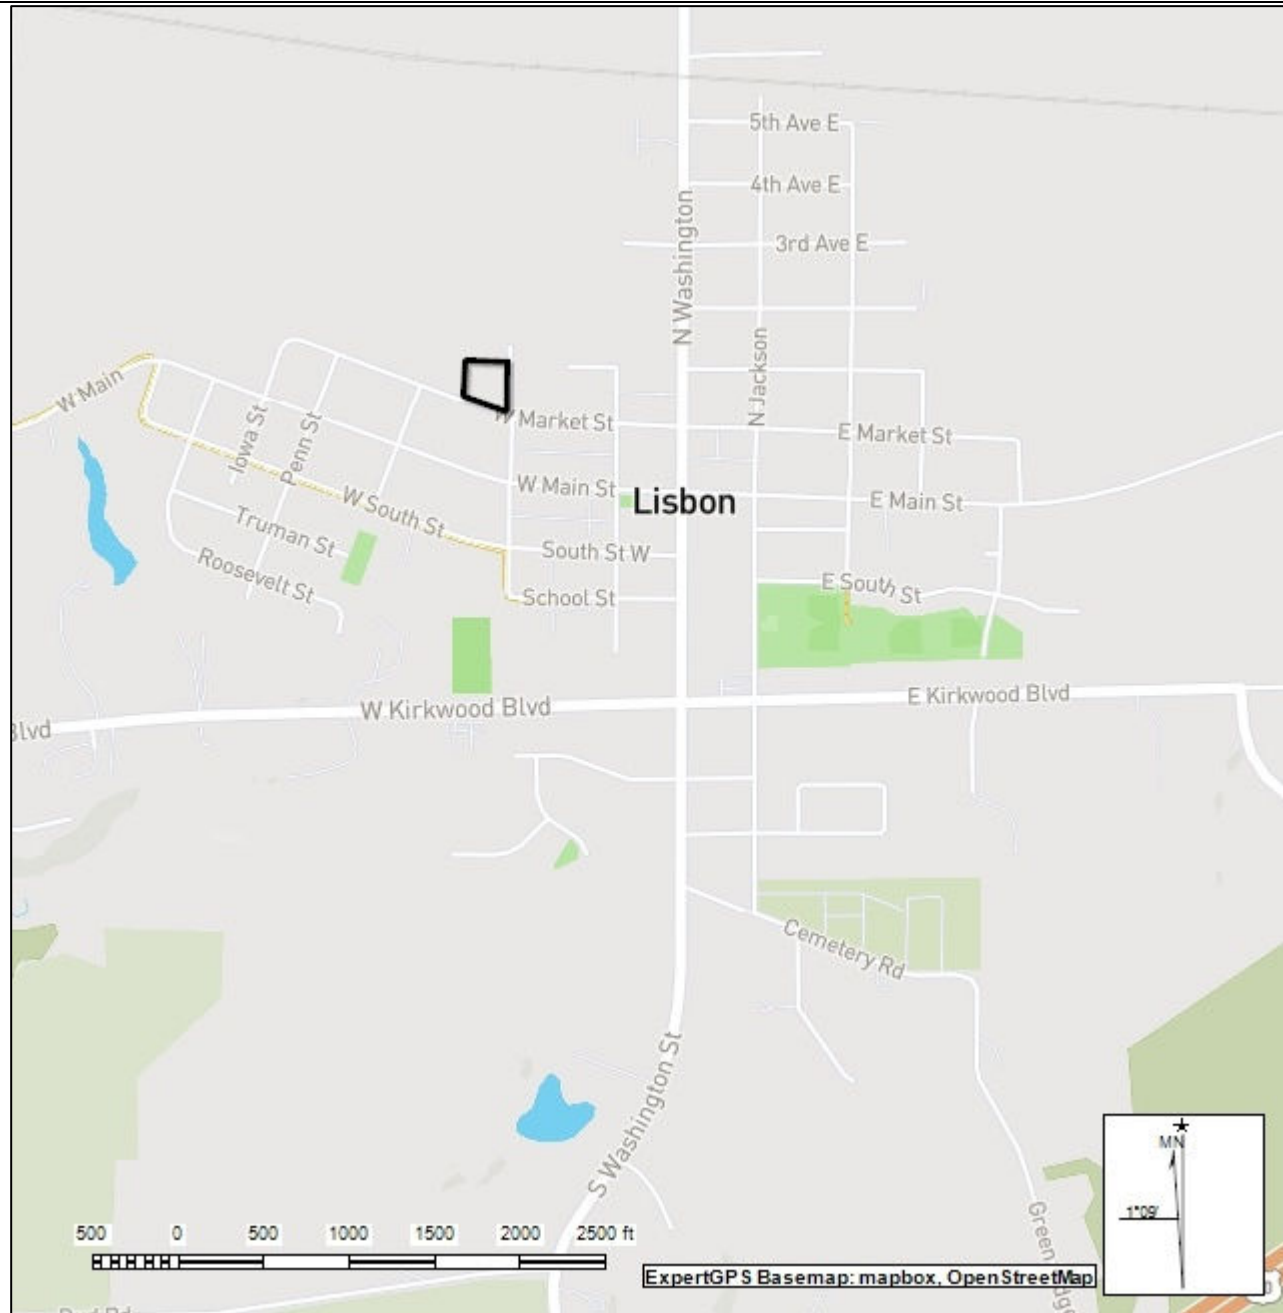 5th Ave E
4th Ave E
3rd Ave E
N Washington
N Jackson
W Main
Iowa St
Penn St
W Market St
E Market St
W Main St
Lisbon
E Main St
W South St
Truman St
South St W
Roosevelt St
School St
E South St
W Kirkwood Blvd
E Kirkwood Blvd
Blvd
Cemetery Rd
S Washington St
MN
1°09'
500 0 500 1000 1500 2000 2500 ft
ExpertGPS Basemap: mapbox, OpenStreetMap